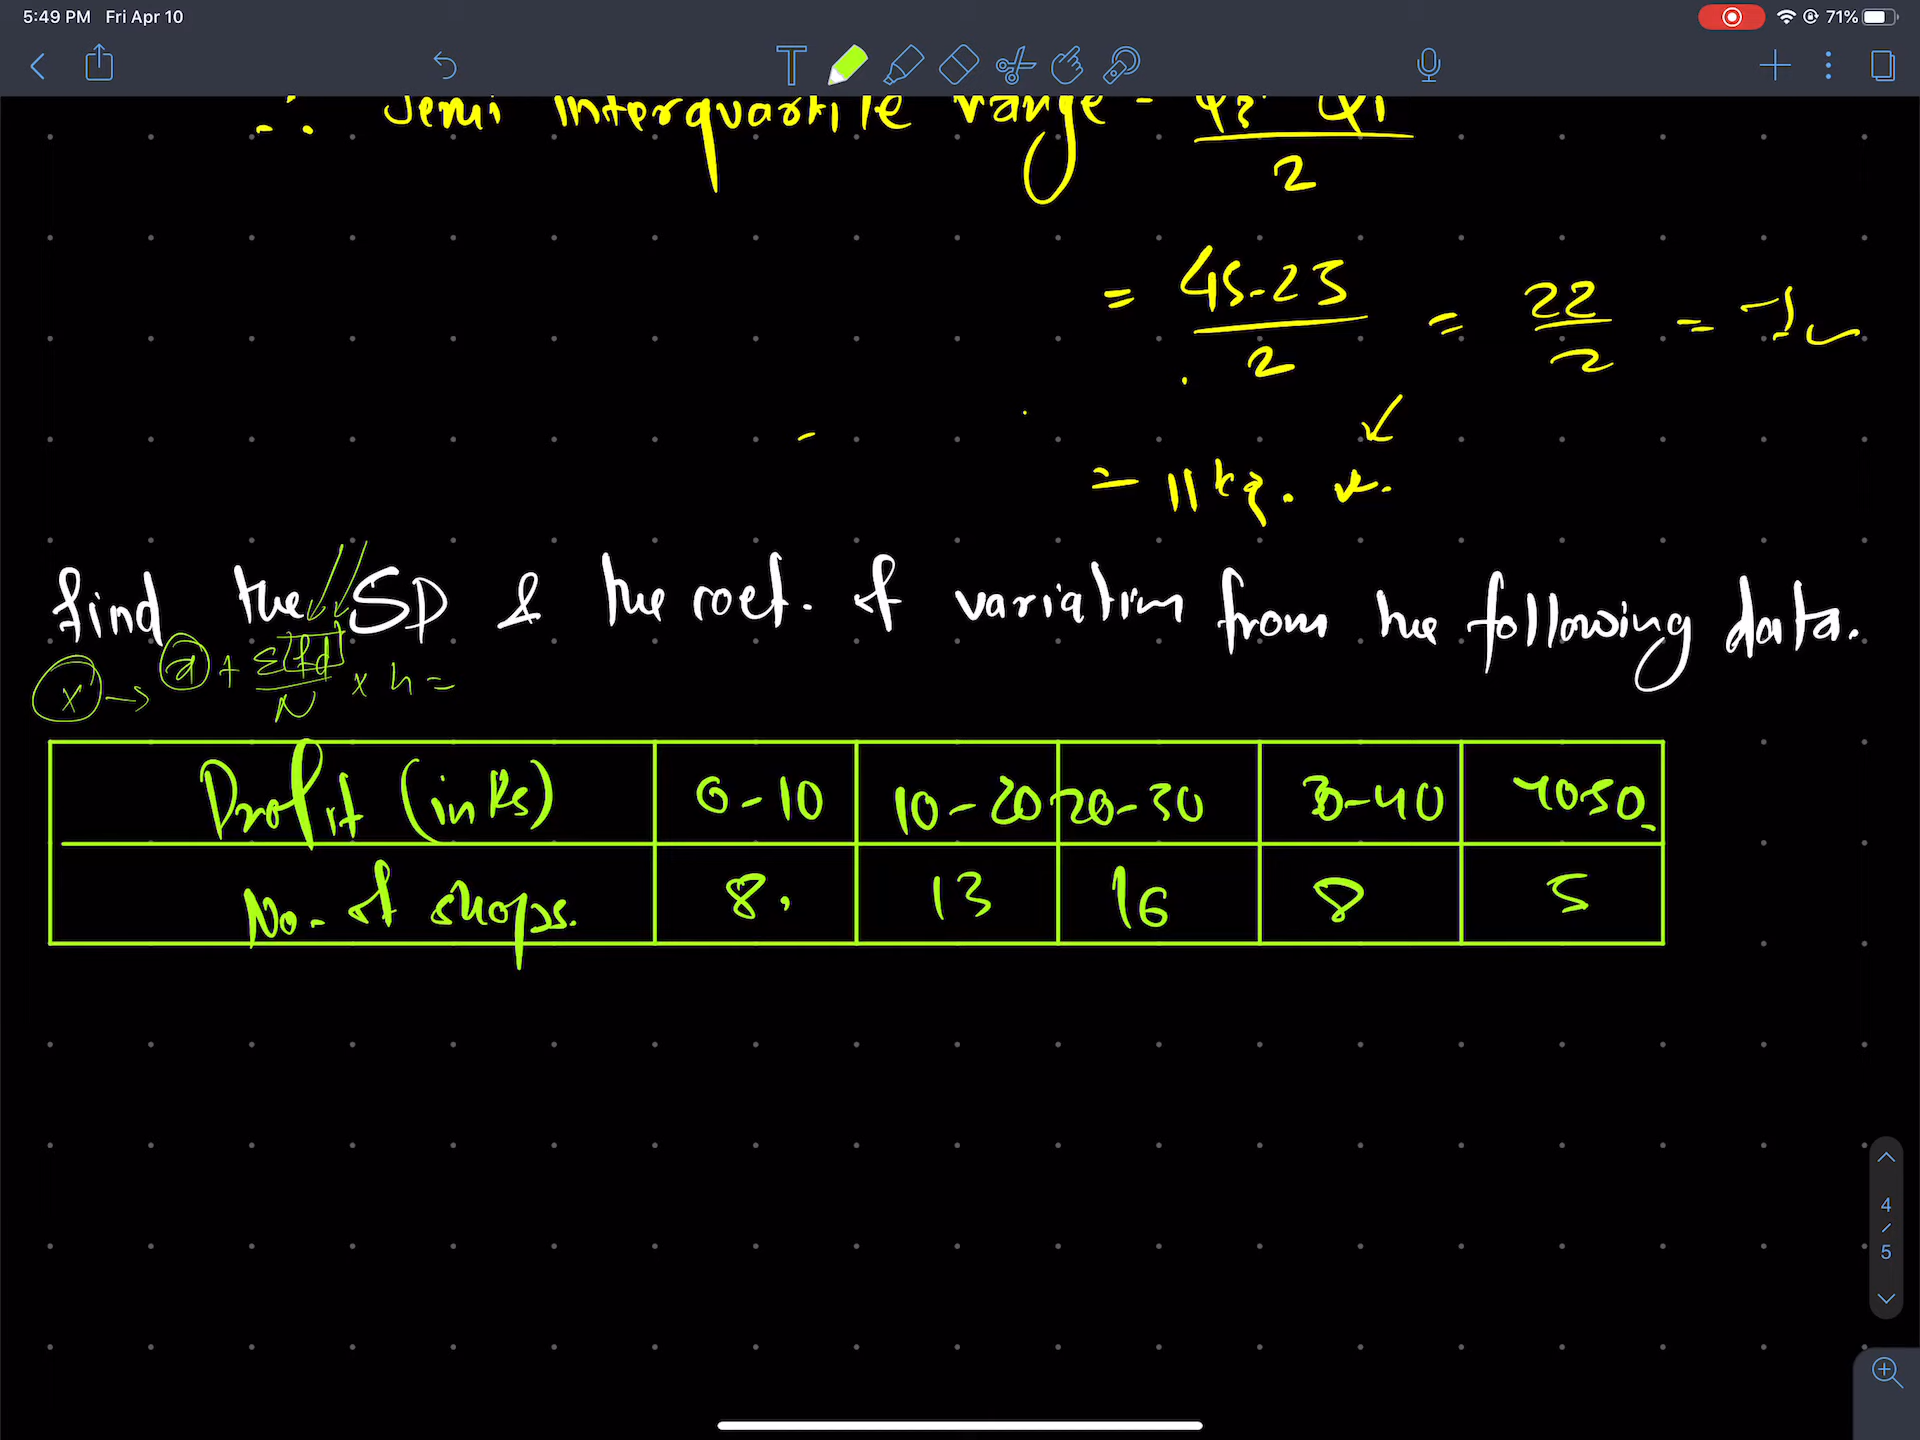 5:49 PM Fri Apr 10
71%
∴ Semi interquartile range = Q3 - Q1
2
= 45-23 = 22 =
2 2
= 11kg.
find the SD & the coef. of variation from the following data.
x → a + Σfd × h =
N
Profit (in Rs) 0-10 10-20 20-30 30-40 40-50
No. of shops. 8, 13 16 8 5
4
/
5